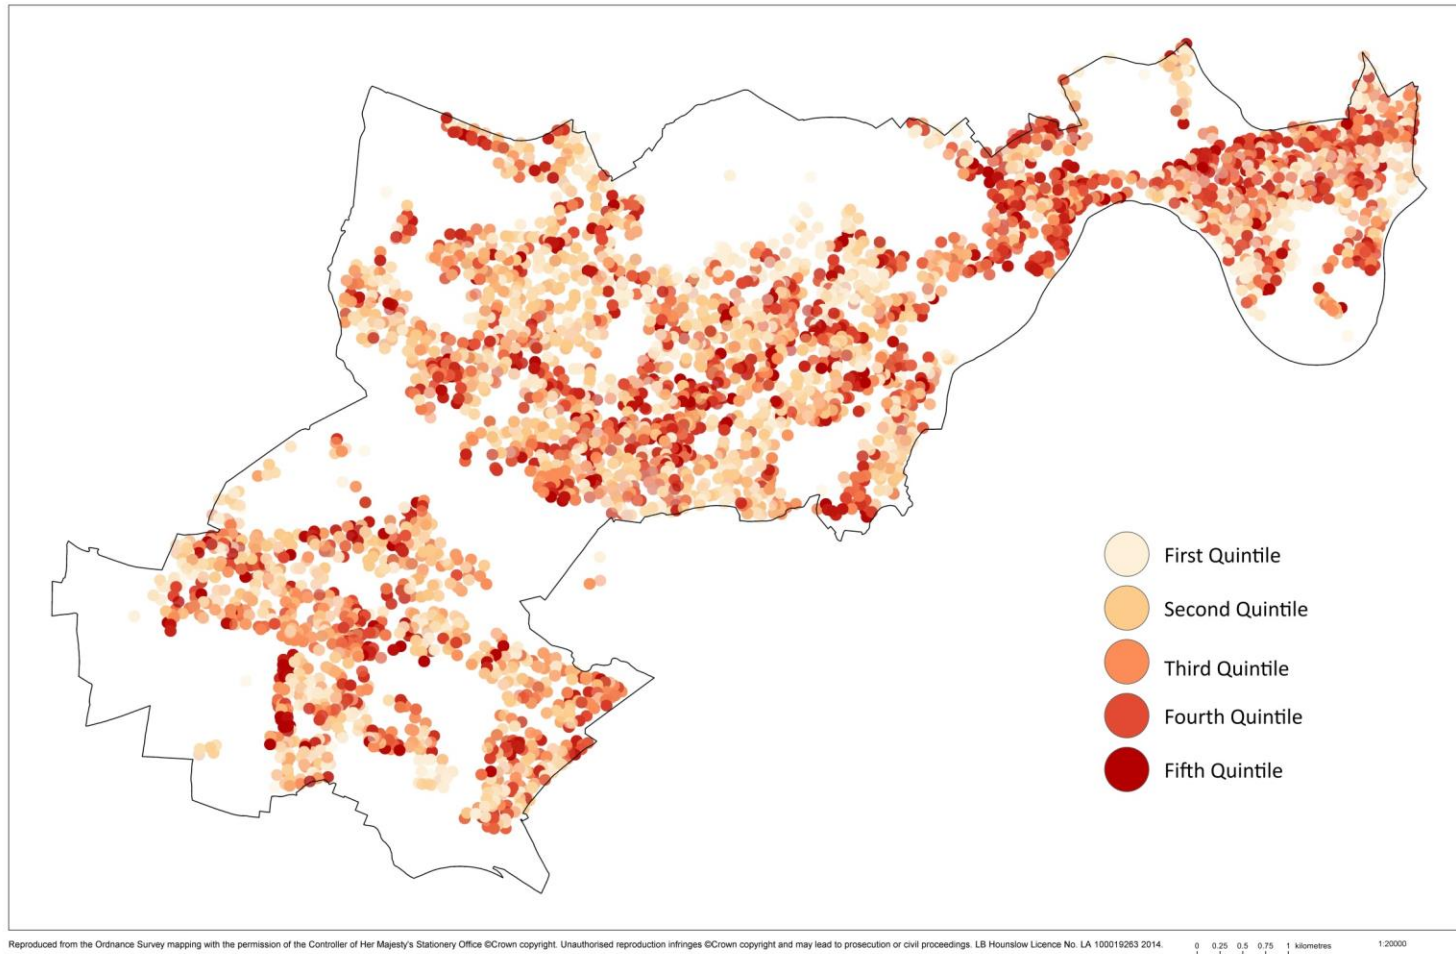 First Quintile
Second Quintile
Third Quintile
Fourth Quintile
Fifth Quintile
Reproduced from the Ordnance Survey mapping with the permission of the Controller of Her Majesty's Stationery Office ©Crown copyright. Unauthorised reproduction infringes ©Crown copyright and may lead to prosecution or civil proceedings. LB Hounslow Licence No. LA 100019263 2014.
0 0.25 0.5 0.75 1 kilometres
1:20000